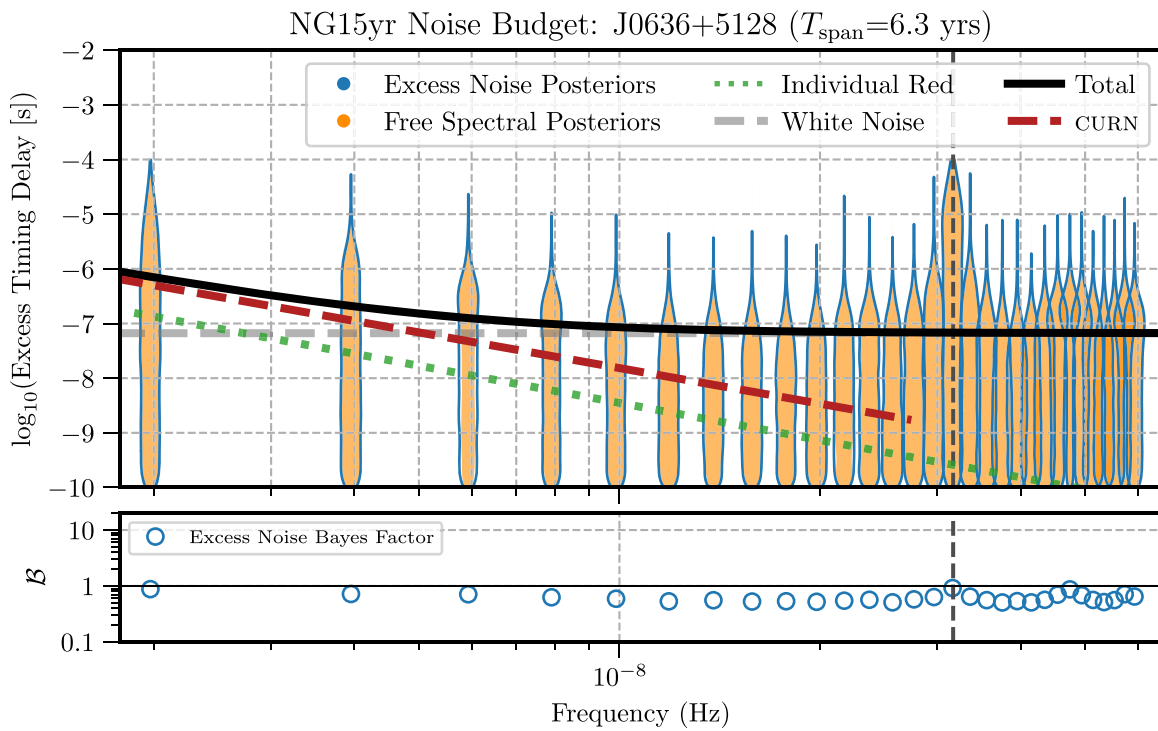 NG15yr Noise Budget: J0636+5128 (T_span=6.3 yrs)
Excess Noise Posteriors
Free Spectral Posteriors
Individual Red
White Noise
Total
CURN
log₁₀(Excess Timing Delay [s])
−2
−3
−4
−5
−6
−7
−8
−9
−10
Excess Noise Bayes Factor
ℬ
10
1
0.1
10⁻⁸
Frequency (Hz)